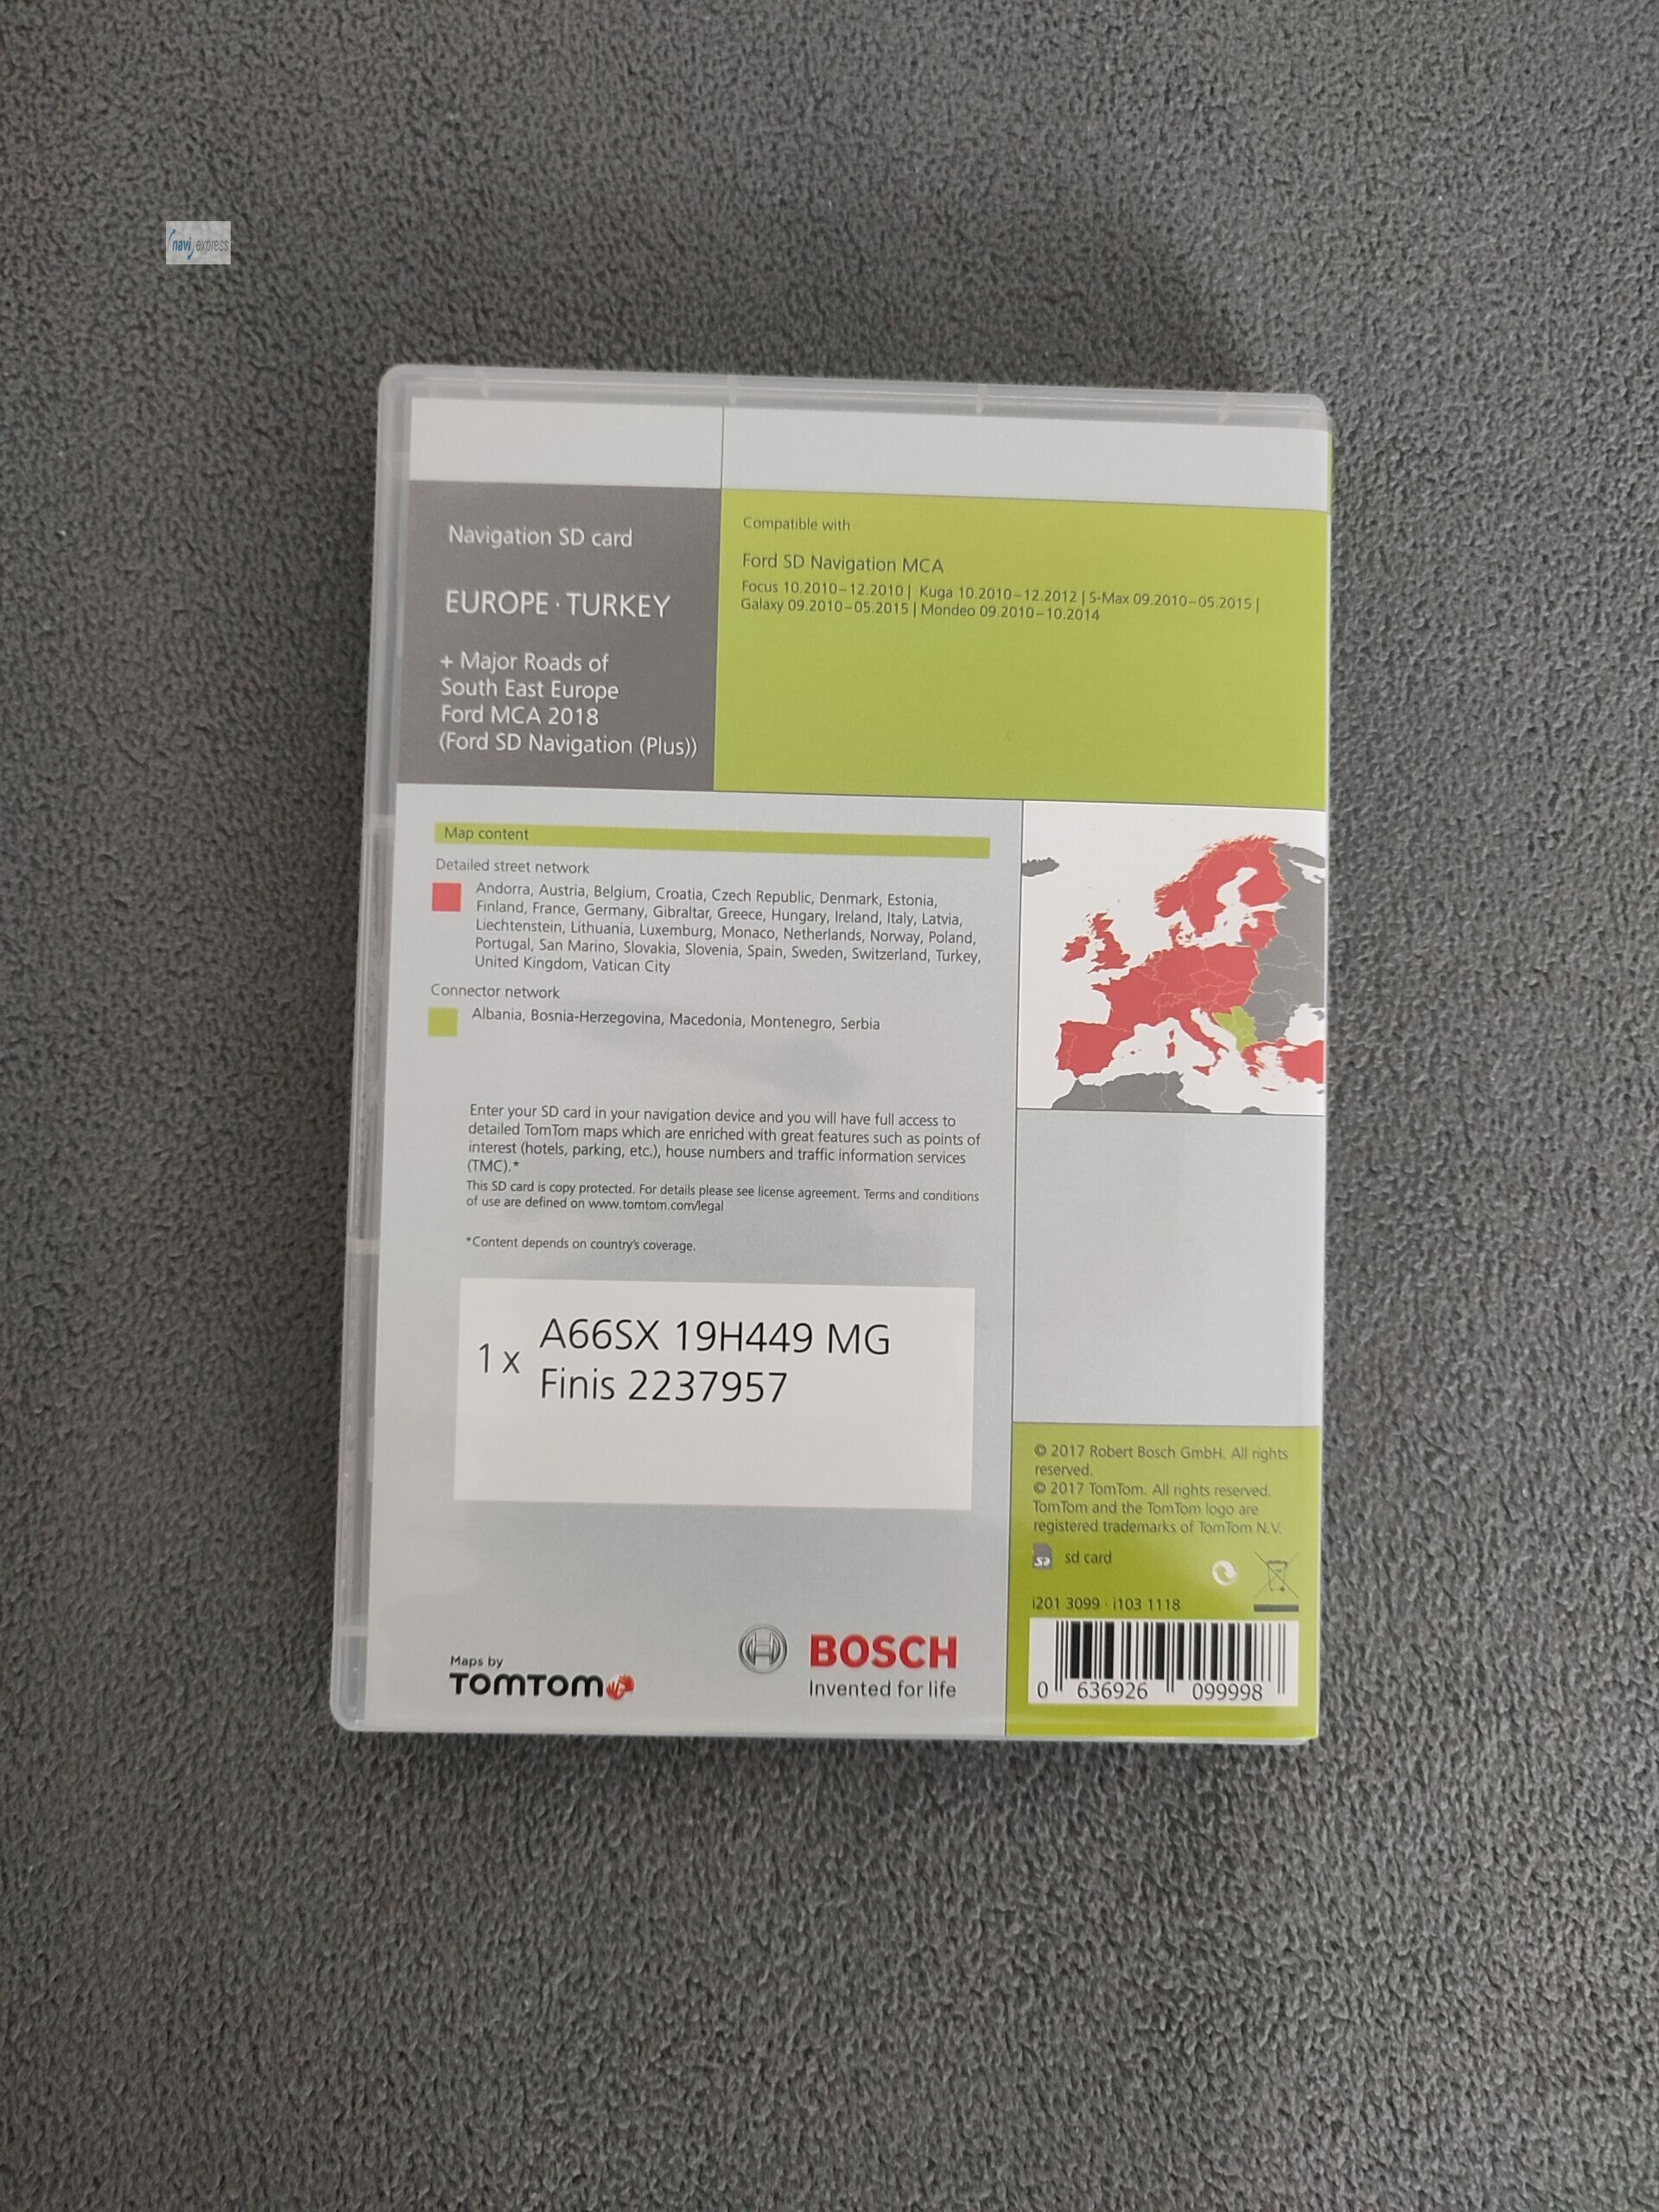 navi express
Navigation SD card
EUROPE · TURKEY
+ Major Roads of
South East Europe
Ford MCA 2018
(Ford SD Navigation (Plus))
Compatible with
Ford SD Navigation MCA
Focus 10.2010–12.2010 | Kuga 10.2010–12.2012 | S-Max 09.2010–05.2015 |
Galaxy 09.2010–05.2015 | Mondeo 09.2010–10.2014
Map content
Detailed street network
Andorra, Austria, Belgium, Croatia, Czech Republic, Denmark, Estonia,
Finland, France, Germany, Gibraltar, Greece, Hungary, Ireland, Italy, Latvia,
Liechtenstein, Lithuania, Luxemburg, Monaco, Netherlands, Norway, Poland,
Portugal, San Marino, Slovakia, Slovenia, Spain, Sweden, Switzerland, Turkey,
United Kingdom, Vatican City
Connector network
Albania, Bosnia-Herzegovina, Macedonia, Montenegro, Serbia
Enter your SD card in your navigation device and you will have full access to
detailed TomTom maps which are enriched with great features such as points of
interest (hotels, parking, etc.), house numbers and traffic information services
(TMC).*
This SD card is copy protected. For details please see license agreement. Terms and conditions
of use are defined on www.tomtom.com/legal
*Content depends on country's coverage.
1 x
A66SX 19H449 MG
Finis 2237957
Maps by
TOMTOM
BOSCH
Invented for life
© 2017 Robert Bosch GmbH. All rights
reserved.
© 2017 TomTom. All rights reserved.
TomTom and the TomTom logo are
registered trademarks of TomTom N.V.
sd card
i201 3099 · i103 1118
0 636926 099998